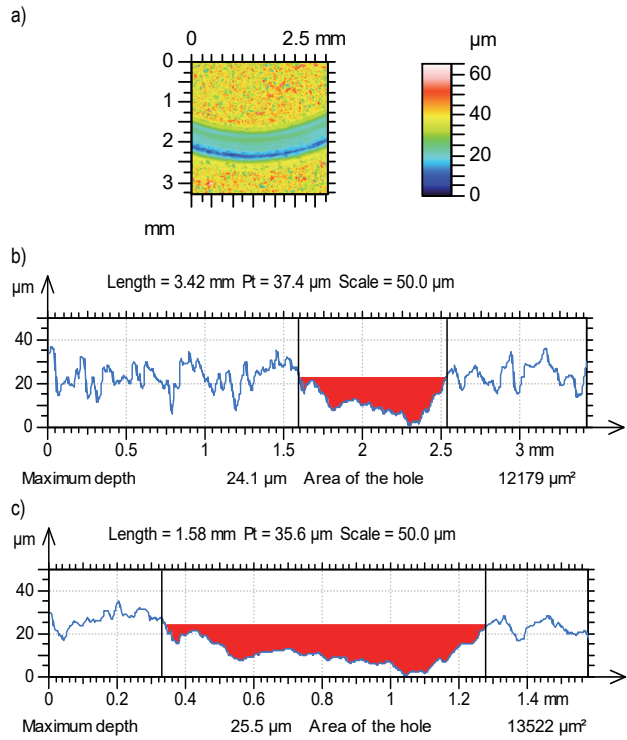 a)
0 2.5 mm µm
0
1
2
3
mm
60
40
20
0
b)
Length = 3.42 mm Pt = 37.4 µm Scale = 50.0 µm
µm
40
20
0
0 0.5 1 1.5 2 2.5 3 mm
Maximum depth 24.1 µm Area of the hole 12179 µm²
c)
Length = 1.58 mm Pt = 35.6 µm Scale = 50.0 µm
µm
40
20
0
0 0.2 0.4 0.6 0.8 1 1.2 1.4 mm
Maximum depth 25.5 µm Area of the hole 13522 µm²